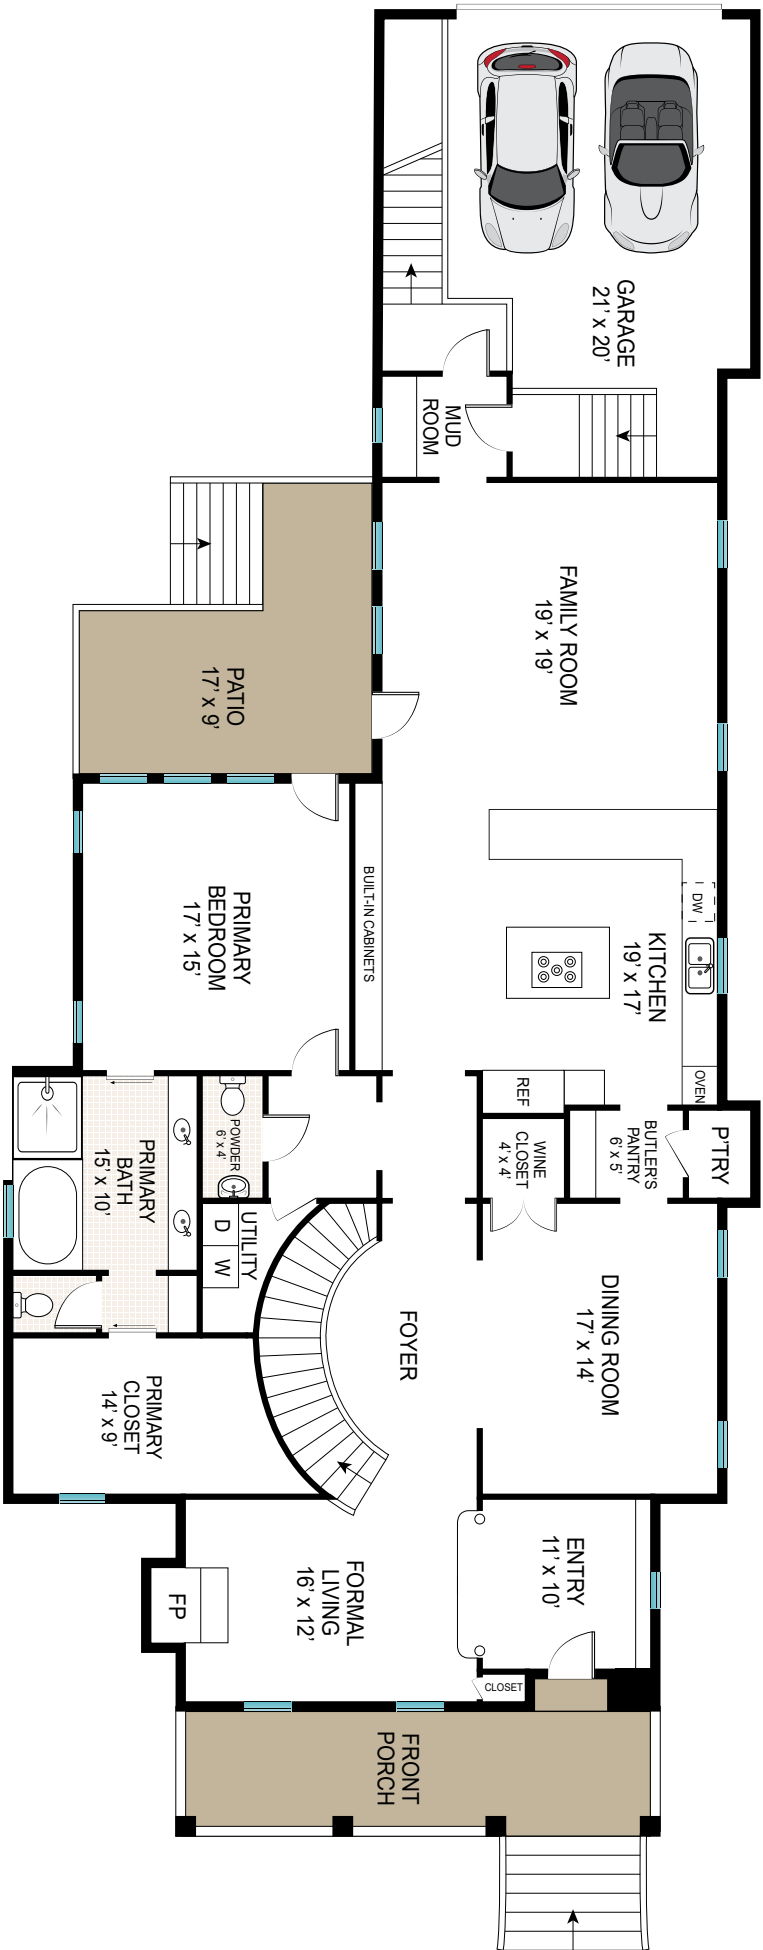 GARAGE
21' x 20'
MUD
ROOM
FAMILY ROOM
19' x 19'
PATIO
17' x 9'
BUILT-IN CABINETS
PRIMARY
BEDROOM
17' x 15'
DW
KITCHEN
19' x 17'
OVEN
REF
P'TRY
BUTLER'S
PANTRY
6' x 5'
WINE
CLOSET
4' x 4'
POWDER
6' x 4'
PRIMARY
BATH
15' x 10'
UTILITY
D
W
FOYER
DINING ROOM
17' x 14'
PRIMARY
CLOSET
14' x 9'
ENTRY
11' x 10'
FORMAL
LIVING
16' x 12'
FP
CLOSET
FRONT
PORCH